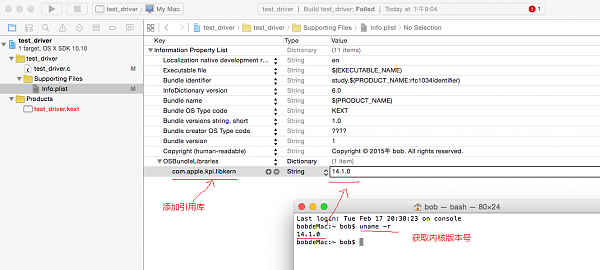 test_driver My Mac
test_driver | Build test_driver: Failed | Today at 下午9:04
1
test_driver test_driver Supporting Files Info.plist No Selection
test_driver
1 target, OS X SDK 10.10
test_driver
test_driver.c M
Supporting Files
Info.plist M
Products
test_driver.kext
Key Type Value
Information Property List Dictionary (11 items)
Localization native development r... String en
Executable file String ${EXECUTABLE_NAME}
Bundle identifier String study.${PRODUCT_NAME:rfc1034identifier}
InfoDictionary version String 6.0
Bundle name String ${PRODUCT_NAME}
Bundle OS Type code String KEXT
Bundle versions string, short String 1.0
Bundle creator OS Type code String ????
Bundle version String 1
Copyright (human-readable) String Copyright © 2015年 bob. All rights reserved.
OSBundleLibraries Dictionary (1 item)
com.apple.kpi.libkern String 14.1.0
添加引用库
bob — bash — 80×24
Last login: Tue Feb 17 20:38:23 on console
bobdeMac:~ bob$ uname -r
14.1.0
bobdeMac:~ bob$
获取内核版本号